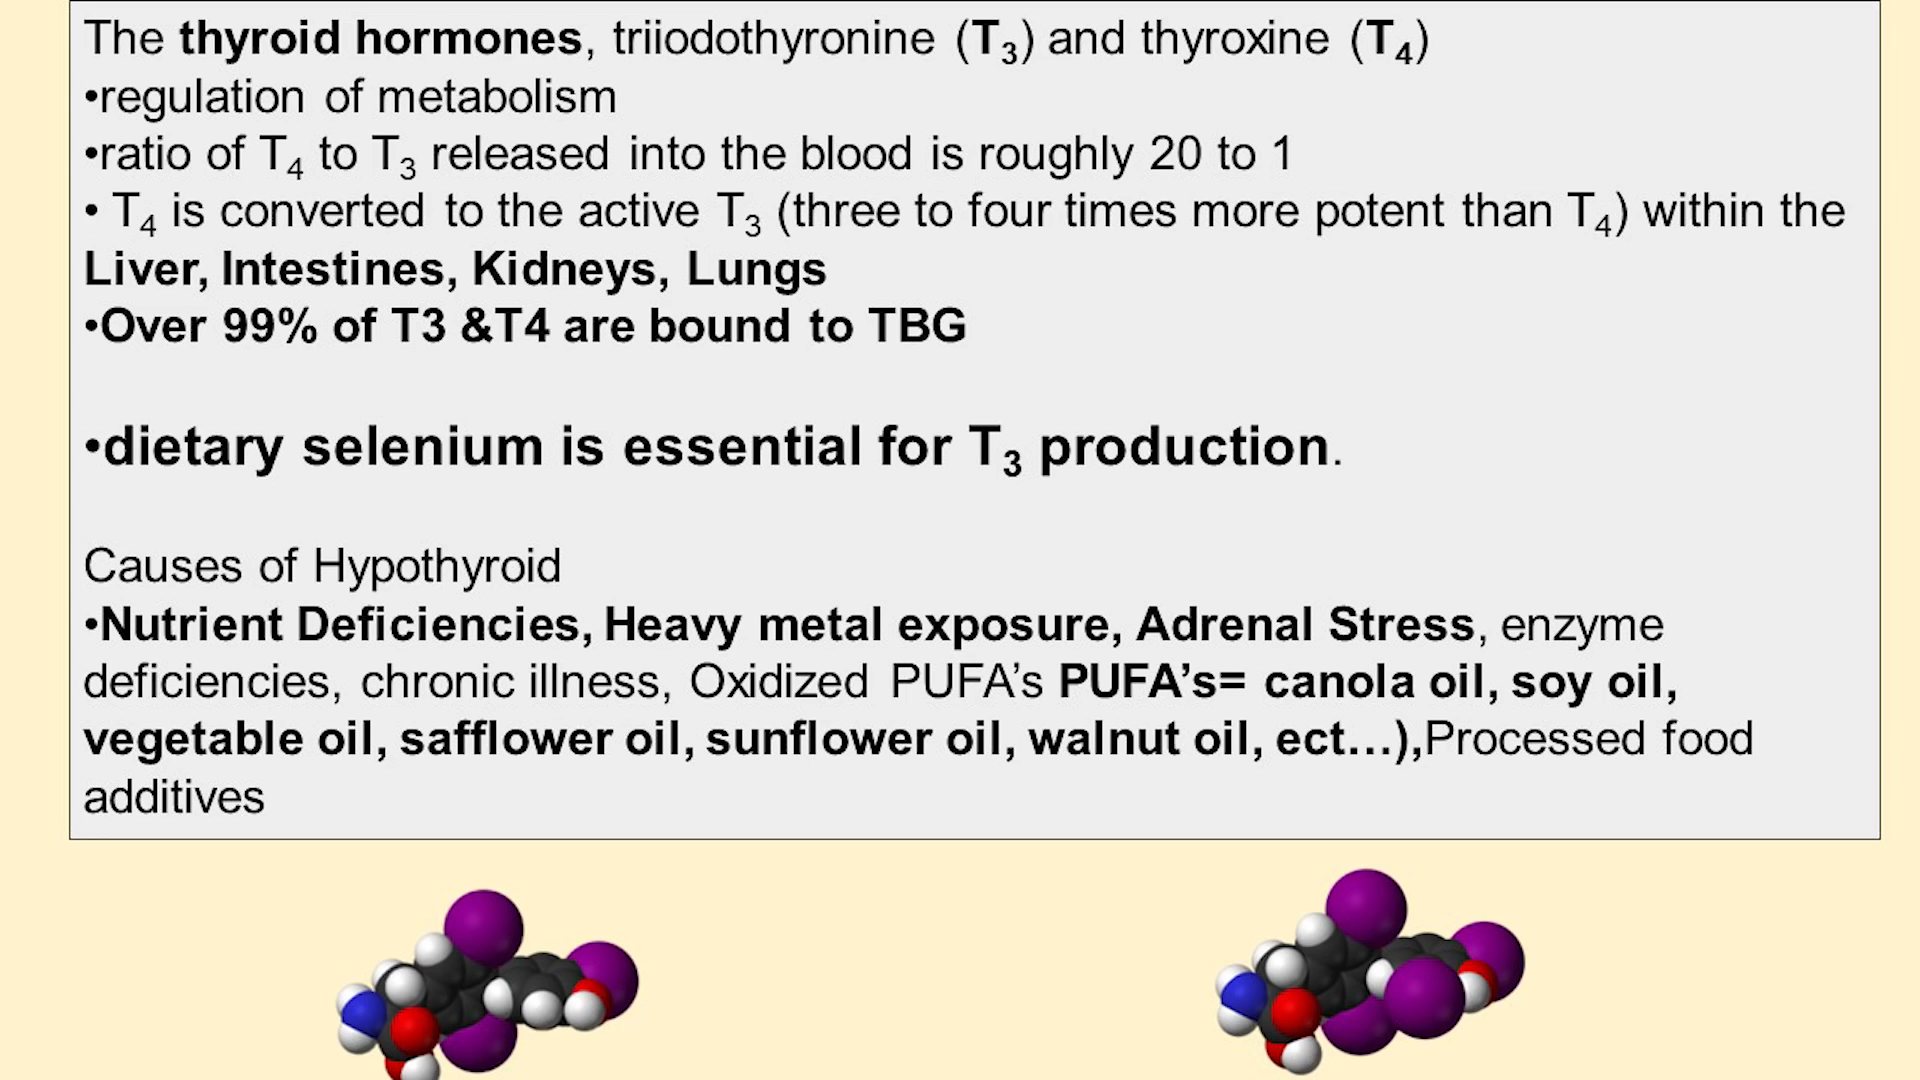 The thyroid hormones, triiodothyronine (T₃) and thyroxine (T₄)
•regulation of metabolism
•ratio of T₄ to T₃ released into the blood is roughly 20 to 1
• T₄ is converted to the active T₃ (three to four times more potent than T₄) within the
Liver, Intestines, Kidneys, Lungs
•Over 99% of T3 &T4 are bound to TBG
•dietary selenium is essential for T₃ production.
Causes of Hypothyroid
•Nutrient Deficiencies, Heavy metal exposure, Adrenal Stress, enzyme
deficiencies, chronic illness, Oxidized PUFA’s PUFA’s= canola oil, soy oil,
vegetable oil, safflower oil, sunflower oil, walnut oil, ect…),Processed food
additives